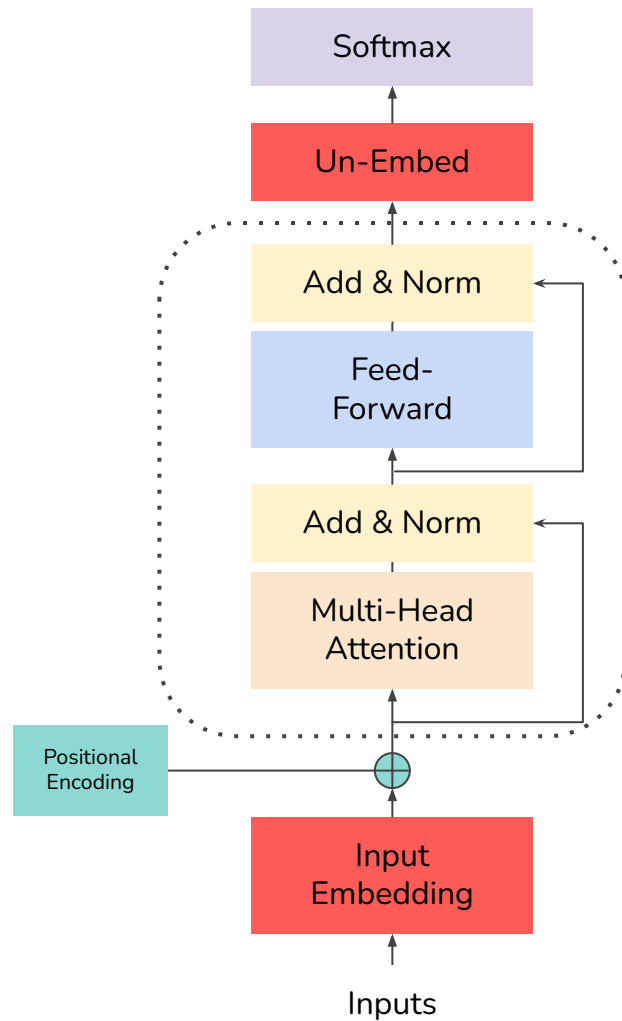 Softmax
Un-Embed
Add & Norm
Feed-
Forward
Add & Norm
Multi-Head
Attention
Positional
Encoding
Input
Embedding
Inputs